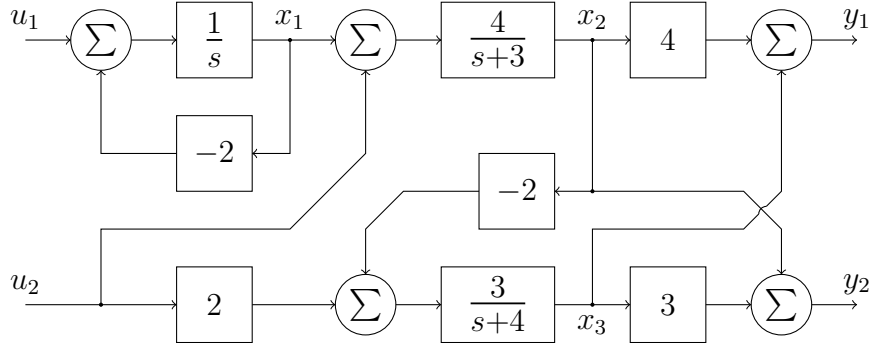 u₁ ∑ 1/s x₁ ∑ 4/(s+3) x₂ 4 ∑ y₁
−2
−2
u₂ 2 ∑ 3/(s+4) x₃ 3 ∑ y₂